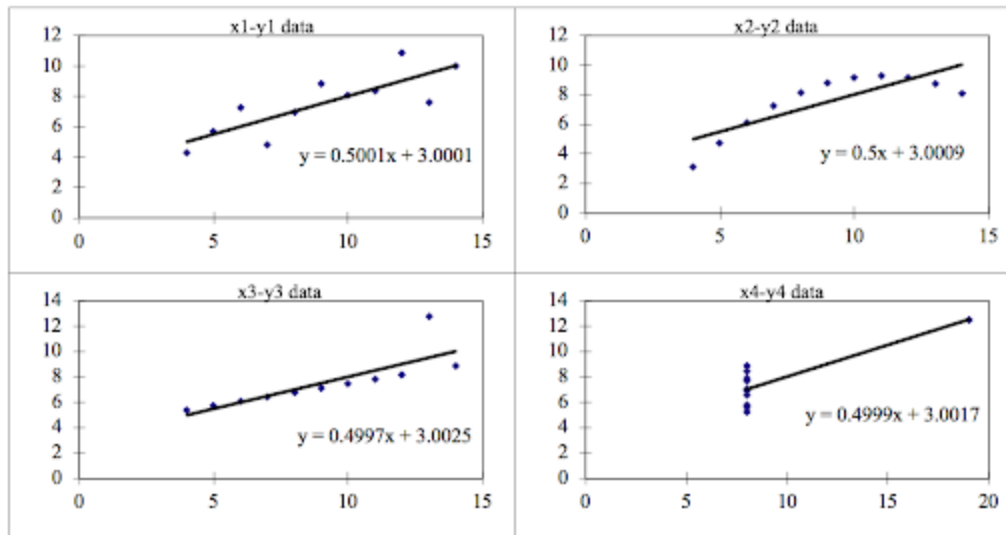 x1-y1 data
12
10
8
6
4
2
0
y = 0.5001x + 3.0001
0 5 10 15
x2-y2 data
12
10
8
6
4
2
0
y = 0.5x + 3.0009
0 5 10 15
x3-y3 data
14
12
10
8
6
4
2
0
y = 0.4997x + 3.0025
0 5 10 15
x4-y4 data
14
12
10
8
6
4
2
0
y = 0.4999x + 3.0017
0 5 10 15 20